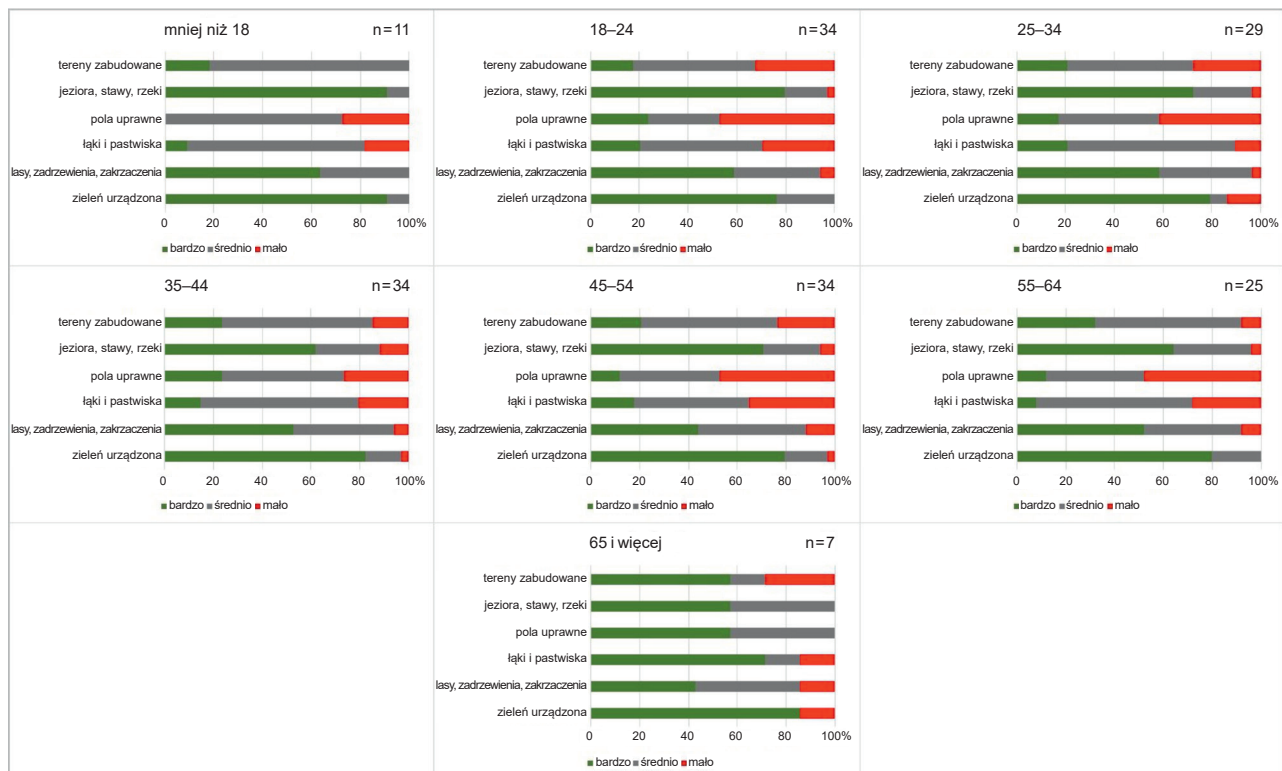 mniej niż 18 n=11
tereny zabudowane
jeziora, stawy, rzeki
pola uprawne
łąki i pastwiska
lasy, zadrzewienia, zakrzaczenia
zieleń urządzona
0 20 40 60 80 100%
bardzo średnio mało
18–24 n=34
tereny zabudowane
jeziora, stawy, rzeki
pola uprawne
łąki i pastwiska
lasy, zadrzewienia, zakrzaczenia
zieleń urządzona
0 20 40 60 80 100%
bardzo średnio mało
25–34 n=29
tereny zabudowane
jeziora, stawy, rzeki
pola uprawne
łąki i pastwiska
lasy, zadrzewienia, zakrzaczenia
zieleń urządzona
0 20 40 60 80 100%
bardzo średnio mało
35–44 n=34
tereny zabudowane
jeziora, stawy, rzeki
pola uprawne
łąki i pastwiska
lasy, zadrzewienia, zakrzaczenia
zieleń urządzona
0 20 40 60 80 100%
bardzo średnio mało
45–54 n=34
tereny zabudowane
jeziora, stawy, rzeki
pola uprawne
łąki i pastwiska
lasy, zadrzewienia, zakrzaczenia
zieleń urządzona
0 20 40 60 80 100%
bardzo średnio mało
55–64 n=25
tereny zabudowane
jeziora, stawy, rzeki
pola uprawne
łąki i pastwiska
lasy, zadrzewienia, zakrzaczenia
zieleń urządzona
0 20 40 60 80 100%
bardzo średnio mało
65 i więcej n=7
tereny zabudowane
jeziora, stawy, rzeki
pola uprawne
łąki i pastwiska
lasy, zadrzewienia, zakrzaczenia
zieleń urządzona
0 20 40 60 80 100%
bardzo średnio mało